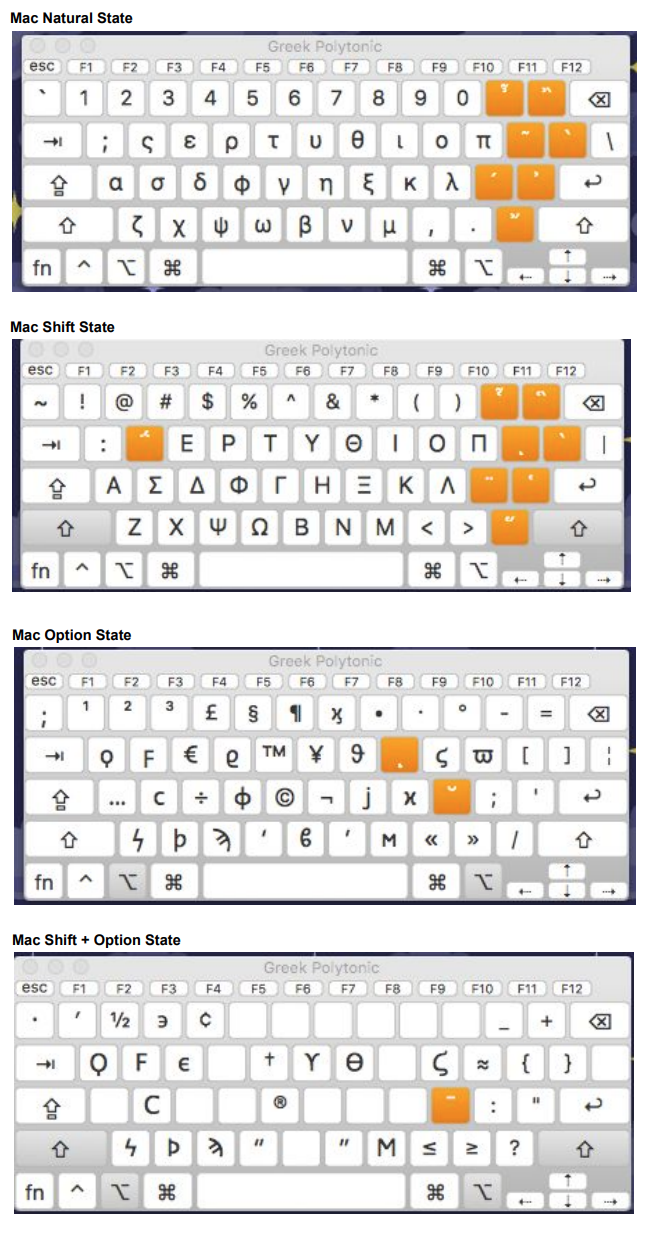 Mac Natural State
Greek Polytonic
esc F1 F2 F3 F4 F5 F6 F7 F8 F9 F10 F11 F12
` 1 2 3 4 5 6 7 8 9 0 ⌫
⇥ ; ς ε ρ τ υ θ ι ο π ῀ ` \
⇪ α σ δ φ γ η ξ κ λ ´ ᾿ ↩
⇧ ζ χ ψ ω β ν μ , . ⇧
fn ^ ⌥ ⌘ ⌘ ⌥ ← ↑ ↓ →
Mac Shift State
Greek Polytonic
esc F1 F2 F3 F4 F5 F6 F7 F8 F9 F10 F11 F12
~ ! @ # $ % ^ & * ( ) ⌫
⇥ : Ε Ρ Τ Υ Θ Ι Ο Π ͺ ` |
⇪ Α Σ Δ Φ Γ Η Ξ Κ Λ ¨ ῾ ↩
⇧ Ζ Χ Ψ Ω Β Ν Μ < > ⇧
fn ^ ⌥ ⌘ ⌘ ⌥ ← ↑ ↓ →
Mac Option State
Greek Polytonic
esc F1 F2 F3 F4 F5 F6 F7 F8 F9 F10 F11 F12
; ¹ ² ³ £ § ¶ ϗ • · ° - = ⌫
⇥ ϙ ϝ € ϱ ™ ¥ ϑ ͺ ϛ ϖ [ ] ¦
⇪ … ϲ ÷ ϕ © ¬ ϳ ϰ ˘ ; ' ↩
⇧ ϟ ϸ ϡ ‘ ϐ ’ ϻ « » / ⇧
fn ^ ⌥ ⌘ ⌘ ⌥ ← ↑ ↓ →
Mac Shift + Option State
Greek Polytonic
esc F1 F2 F3 F4 F5 F6 F7 F8 F9 F10 F11 F12
· ʹ ½ ϶ ¢ _ + ⌫
⇥ Ϙ Ϝ ϵ † ϒ ϴ Ϛ ≈ { }
⇪ Ϲ ® ¯ : " ↩
⇧ Ϟ Ϸ Ϡ “ ” Ϻ ≤ ≥ ? ⇧
fn ^ ⌥ ⌘ ⌘ ⌥ ← ↑ ↓ →